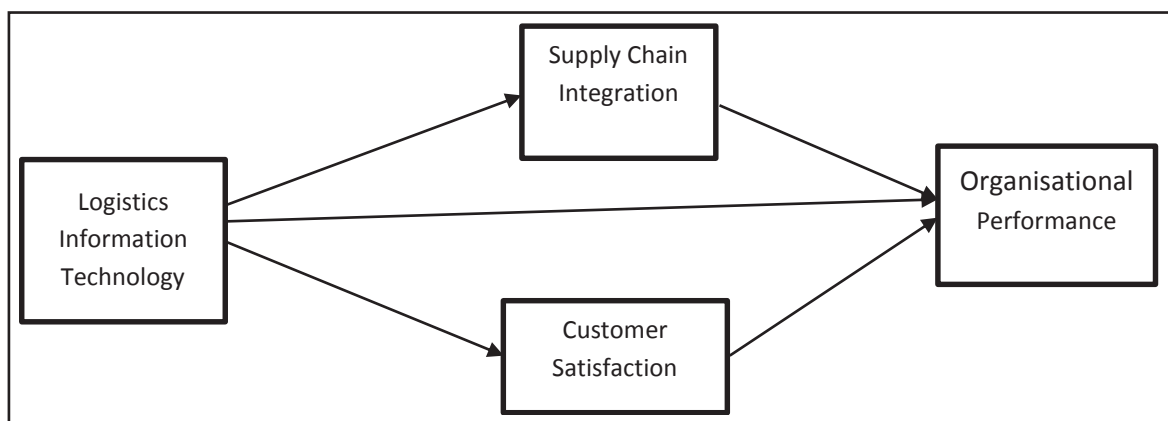 Supply Chain
Integration
Logistics
Information
Technology
Organisational
Performance
Customer
Satisfaction